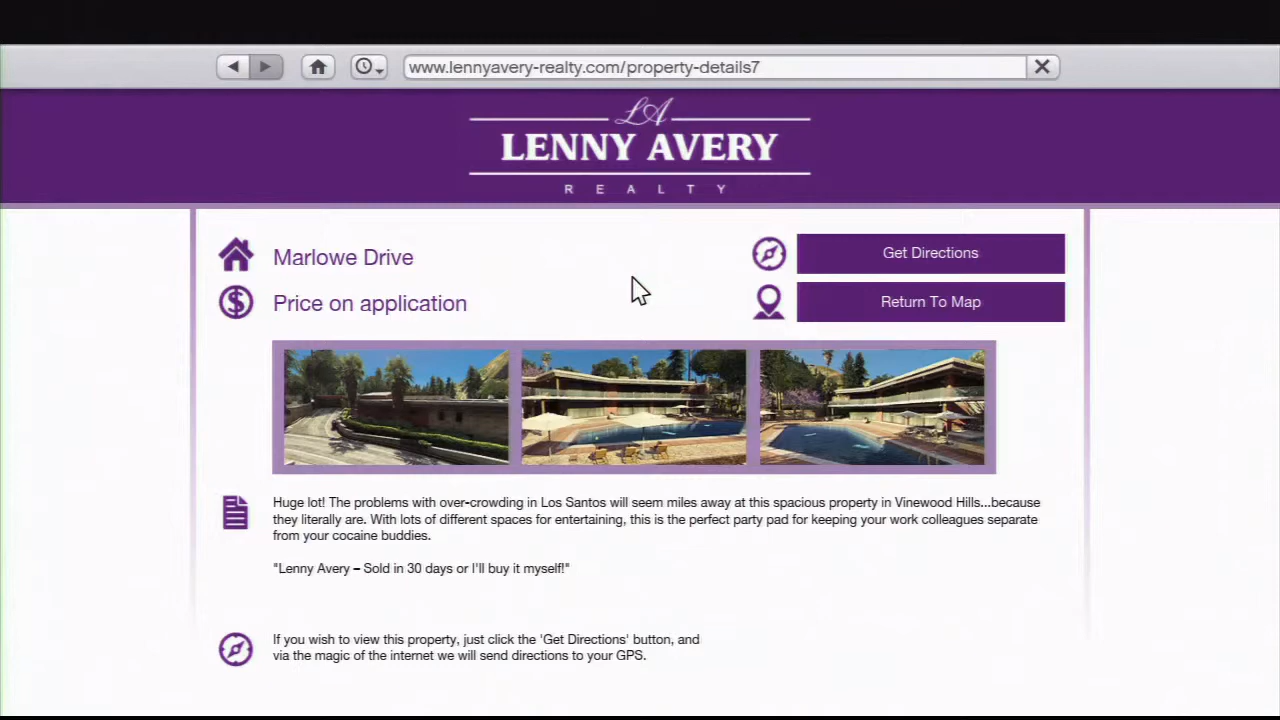 www.lennyavery-realty.com/property-details7
LA
LENNY AVERY
REALTY
Marlowe Drive
Get Directions
Price on application
Return To Map
Huge lot! The problems with over-crowding in Los Santos will seem miles away at this spacious property in Vinewood Hills...because
they literally are. With lots of different spaces for entertaining, this is the perfect party pad for keeping your work colleagues separate
from your cocaine buddies.
"Lenny Avery – Sold in 30 days or I'll buy it myself!"
If you wish to view this property, just click the 'Get Directions' button, and
via the magic of the internet we will send directions to your GPS.